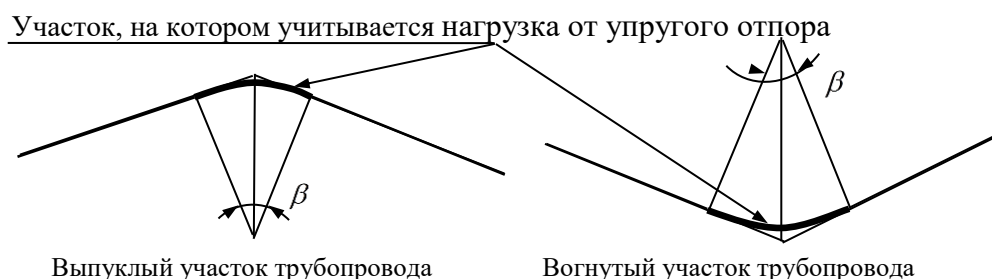 Участок, на котором учитывается нагрузка от упругого отпора
β
β
Выпуклый участок трубопровода
Вогнутый участок трубопровода